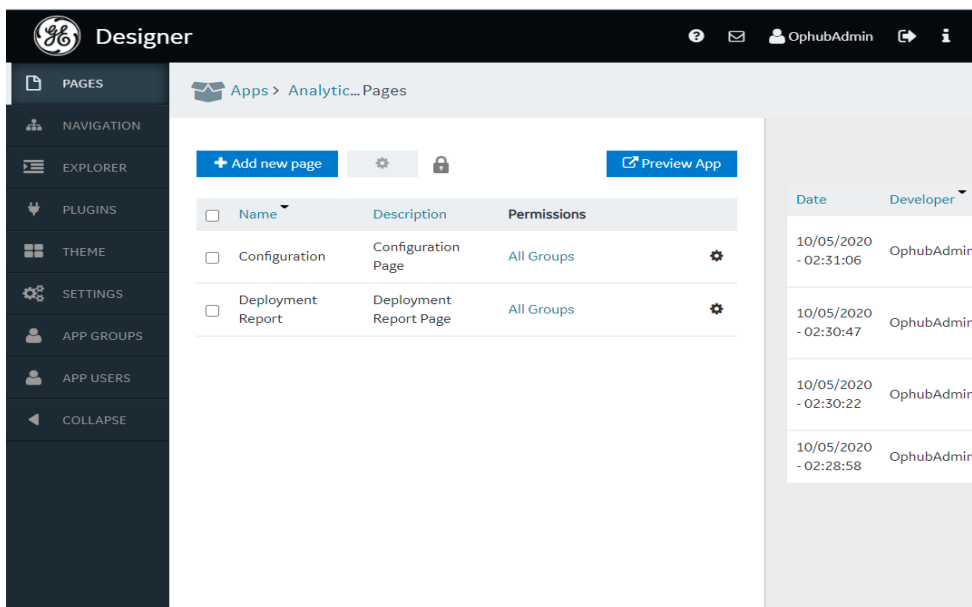 Designer
OphubAdmin
PAGES
NAVIGATION
EXPLORER
PLUGINS
THEME
SETTINGS
APP GROUPS
APP USERS
COLLAPSE
Apps > Analytic... Pages
Add new page
Preview App
Name Description Permissions
Configuration
Configuration
Page
All Groups
Deployment
Report
Deployment
Report Page
All Groups
Date Developer
10/05/2020
- 02:31:06
OphubAdmin
10/05/2020
- 02:30:47
OphubAdmin
10/05/2020
- 02:30:22
OphubAdmin
10/05/2020
- 02:28:58
OphubAdmin